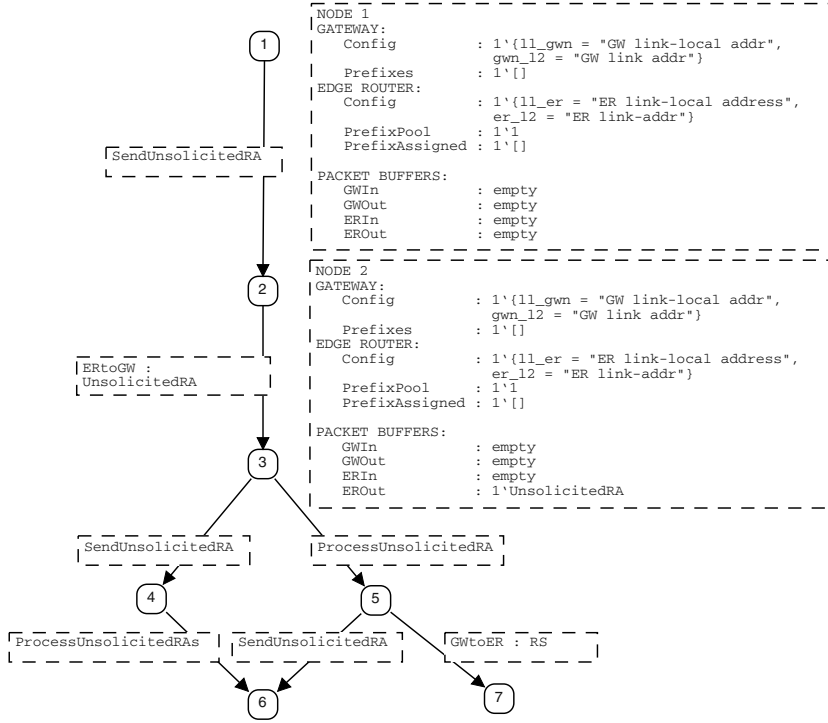 1
NODE 1
GATEWAY:
Config : 1`{ll_gwn = "GW link-local addr",
gwn_l2 = "GW link addr"}
Prefixes : 1`[]
EDGE ROUTER:
Config : 1`{ll_er = "ER link-local address",
er_l2 = "ER link-addr"}
PrefixPool : 1`1
PrefixAssigned : 1`[]
PACKET BUFFERS:
GWIn : empty
GWOut : empty
ERIn : empty
EROut : empty
SendUnsolicitedRA
2
NODE 2
GATEWAY:
Config : 1`{ll_gwn = "GW link-local addr",
gwn_l2 = "GW link addr"}
Prefixes : 1`[]
EDGE ROUTER:
Config : 1`{ll_er = "ER link-local address",
er_l2 = "ER link-addr"}
PrefixPool : 1`1
PrefixAssigned : 1`[]
PACKET BUFFERS:
GWIn : empty
GWOut : empty
ERIn : empty
EROut : 1`UnsolicitedRA
ERtoGW :
UnsolicitedRA
3
SendUnsolicitedRA
ProcessUnsolicitedRA
4
5
ProcessUnsolicitedRAs
SendUnsolicitedRA
GWtoER : RS
6
7